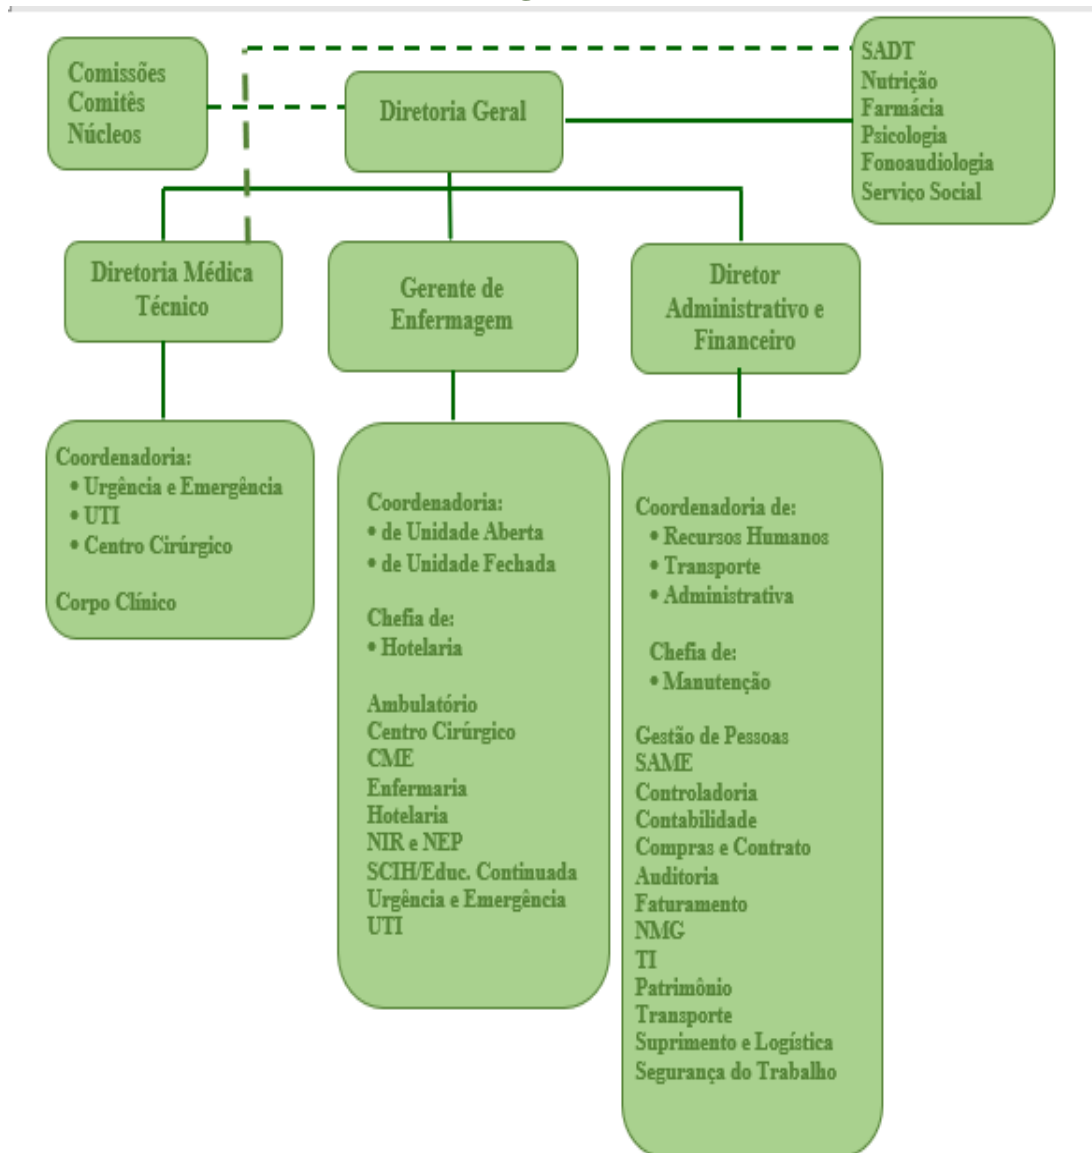 Comissões
Comitês
Núcleos
Diretoria Geral
SADT
Nutrição
Farmácia
Psicologia
Fonoaudiologia
Serviço Social
Diretoria Médica
Técnico
Gerente de
Enfermagem
Diretor
Administrativo e
Financeiro
Coordenadoria:
• Urgência e Emergência
• UTI
• Centro Cirúrgico
Corpo Clínico
Coordenadoria:
• de Unidade Aberta
• de Unidade Fechada
Chefia de:
• Hotelaria
Ambulatório
Centro Cirúrgico
CME
Enfermaria
Hotelaria
NIR e NEP
SCIH/Educ. Continuada
Urgência e Emergência
UTI
Coordenadoria de:
• Recursos Humanos
• Transporte
• Administrativa
Chefia de:
• Manutenção
Gestão de Pessoas
SAME
Controladoria
Contabilidade
Compras e Contrato
Auditoria
Faturamento
NMG
TI
Patrimônio
Transporte
Suprimento e Logística
Segurança do Trabalho